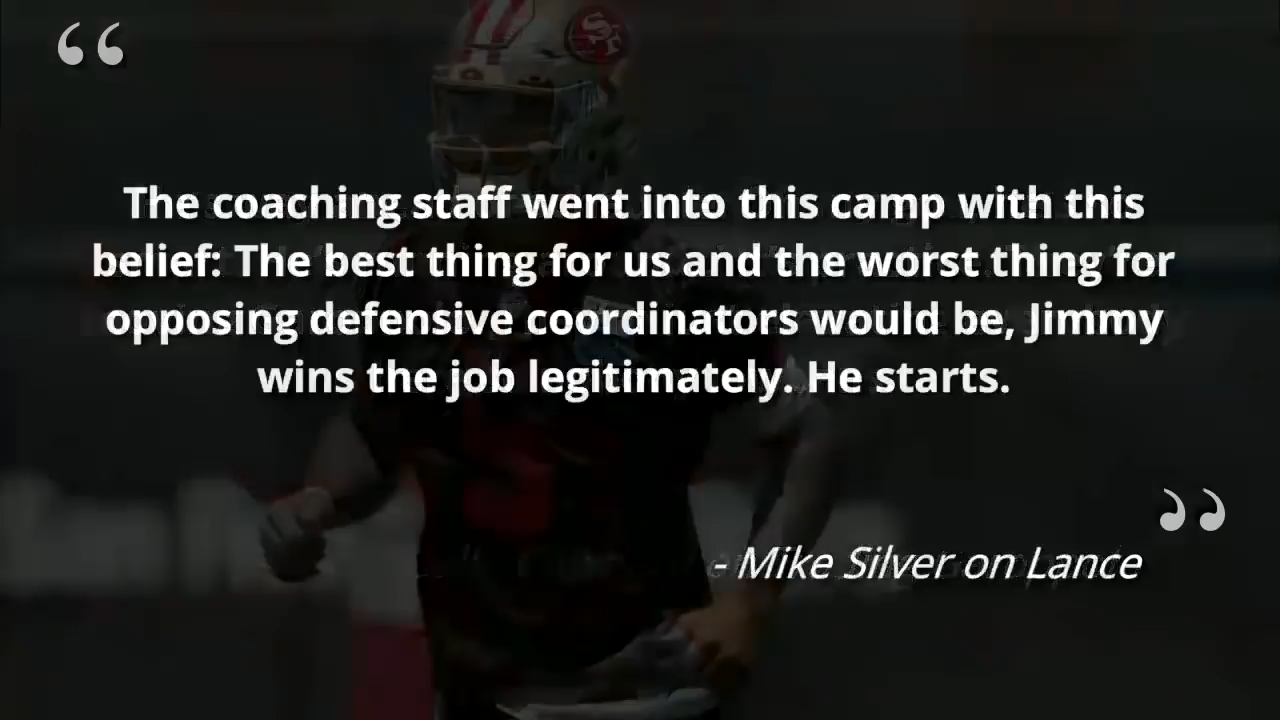 “
The coaching staff went into this camp with this
belief: The best thing for us and the worst thing for
opposing defensive coordinators would be, Jimmy
wins the job legitimately. He starts.
”
- Mike Silver on Lance
SF